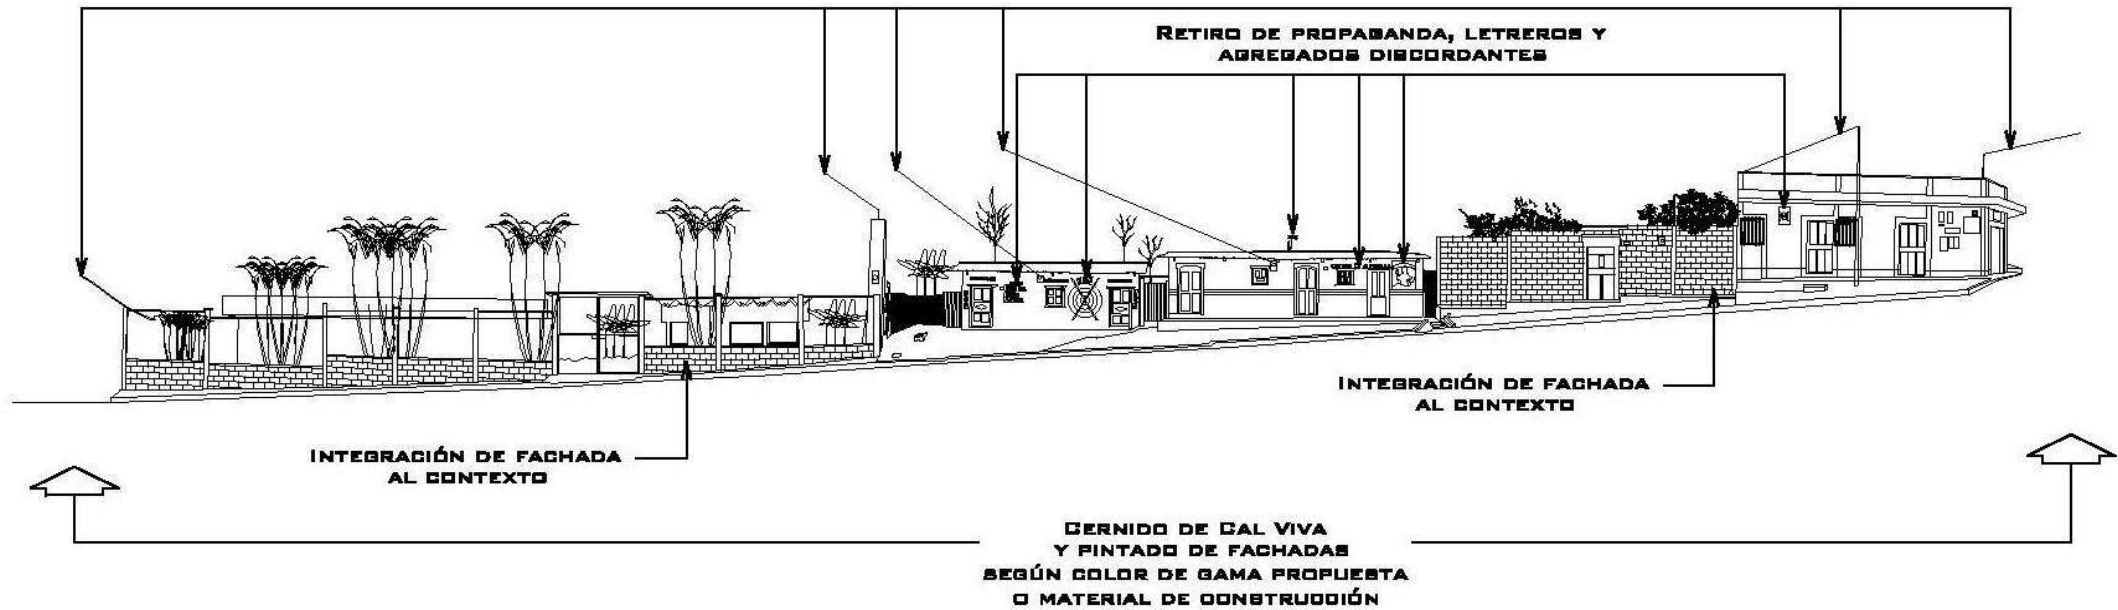 RETIRO DE PROPAGANDA, LETREROS Y
AGREGADOS DISCORDANTES
INTEGRACIÓN DE FACHADA
AL CONTEXTO
INTEGRACIÓN DE FACHADA
AL CONTEXTO
CERNIDO DE CAL VIVA
Y PINTADO DE FACHADAS
SEGÚN COLOR DE GAMA PROPUESTA
O MATERIAL DE CONSTRUCCIÓN